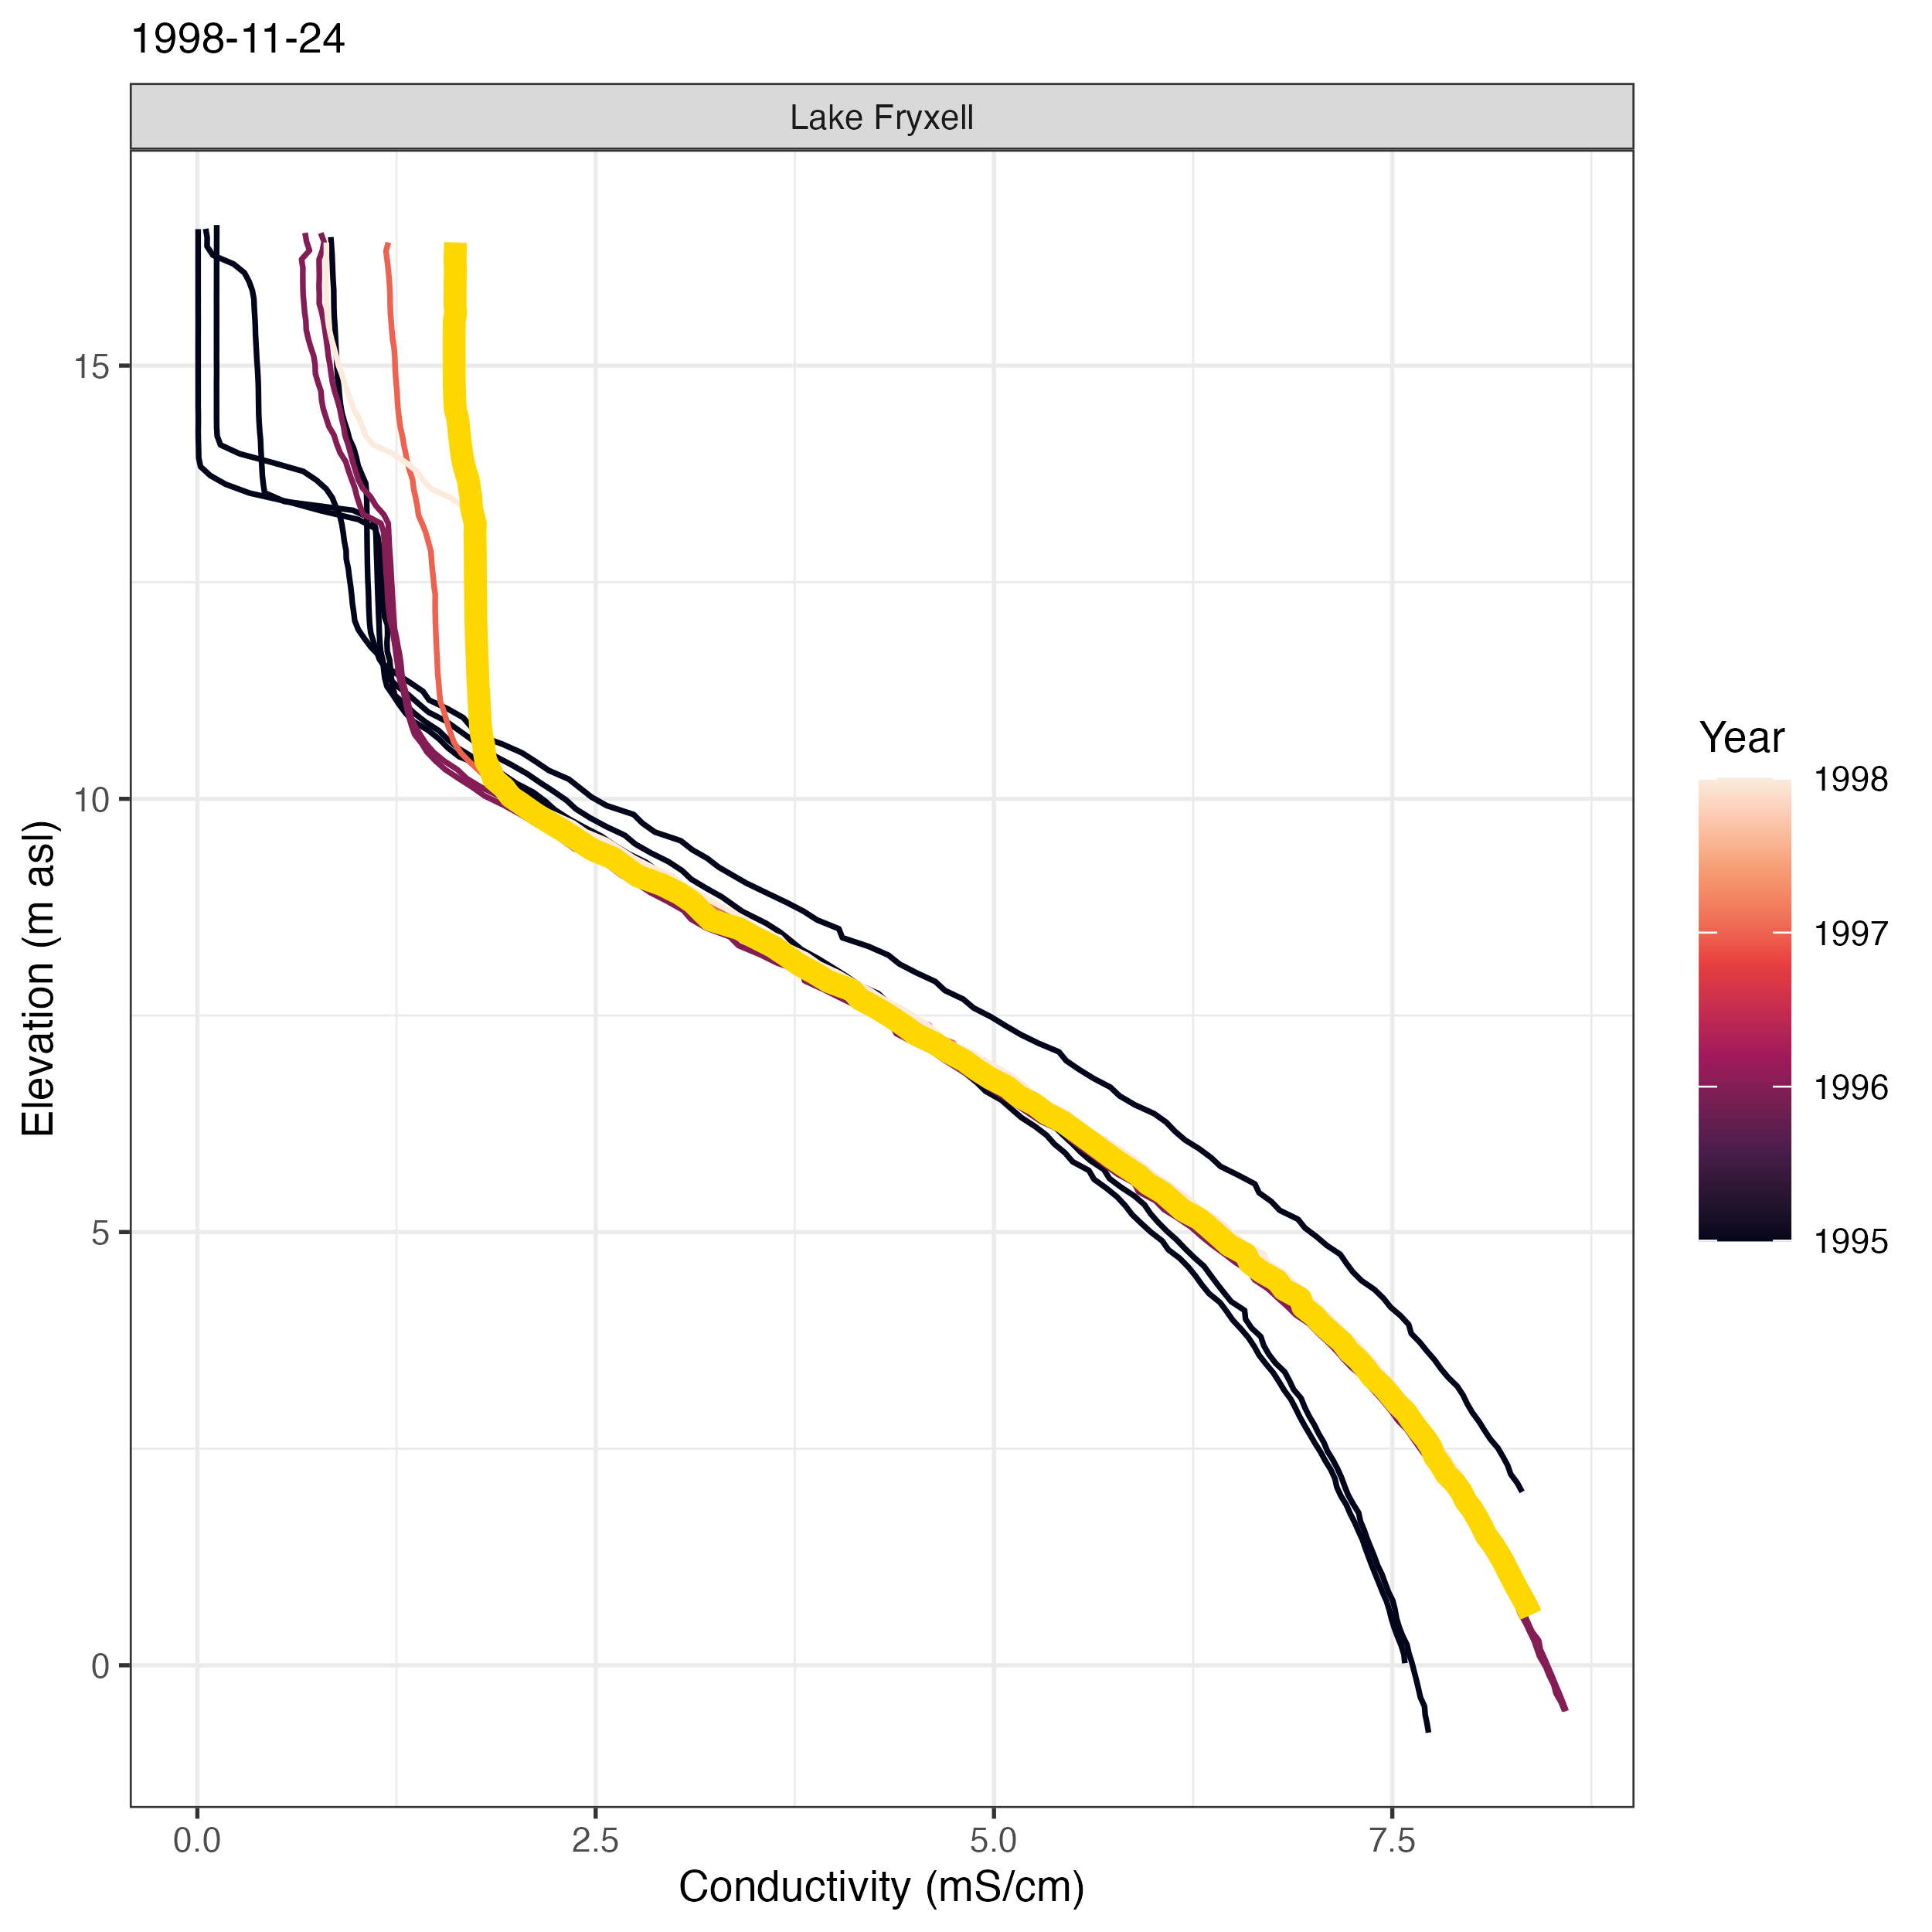 1998-11-24
Lake Fryxell
15
10
5
0
Elevation (m asl)
0.0 2.5 5.0 7.5
Conductivity (mS/cm)
Year
1998
1997
1996
1995